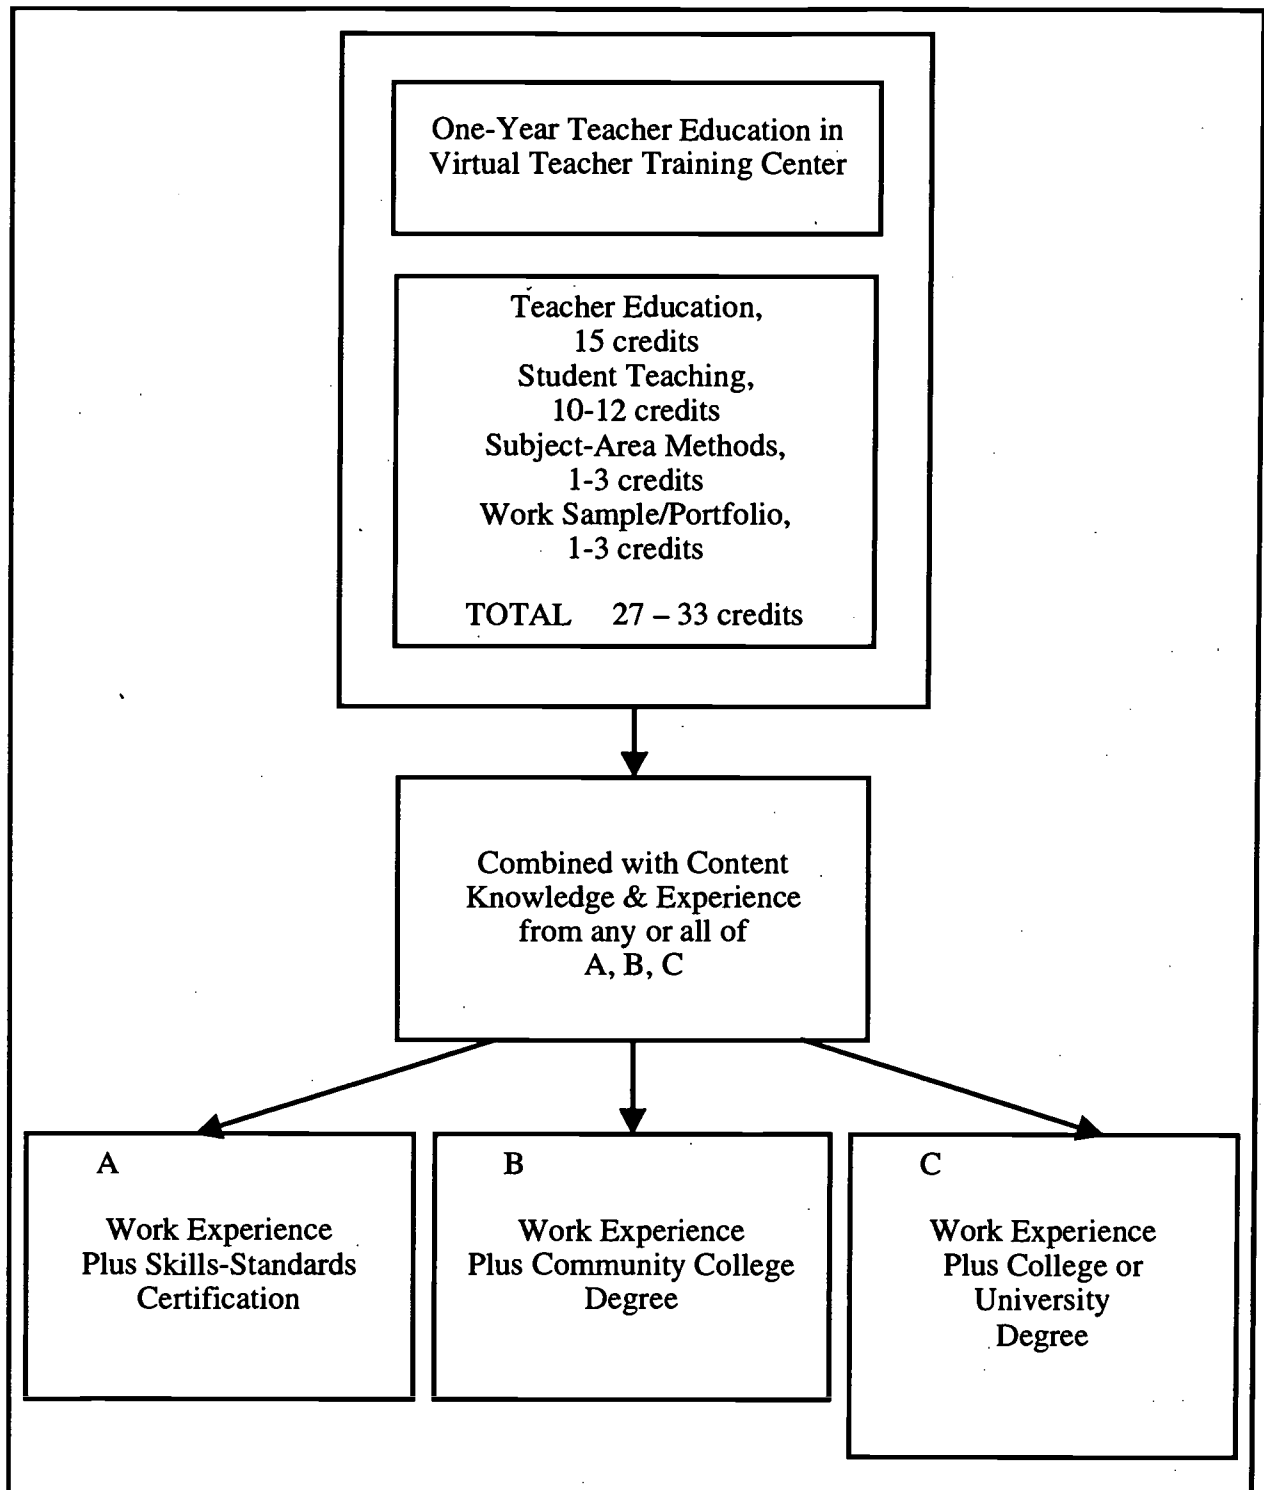 One-Year Teacher Education in
Virtual Teacher Training Center
Teacher Education,
15 credits
Student Teaching,
10-12 credits
Subject-Area Methods,
1-3 credits
Work Sample/Portfolio,
1-3 credits
TOTAL 27 – 33 credits
Combined with Content
Knowledge & Experience
from any or all of
A, B, C
A
Work Experience
Plus Skills-Standards
Certification
B
Work Experience
Plus Community College
Degree
C
Work Experience
Plus College or
University
Degree